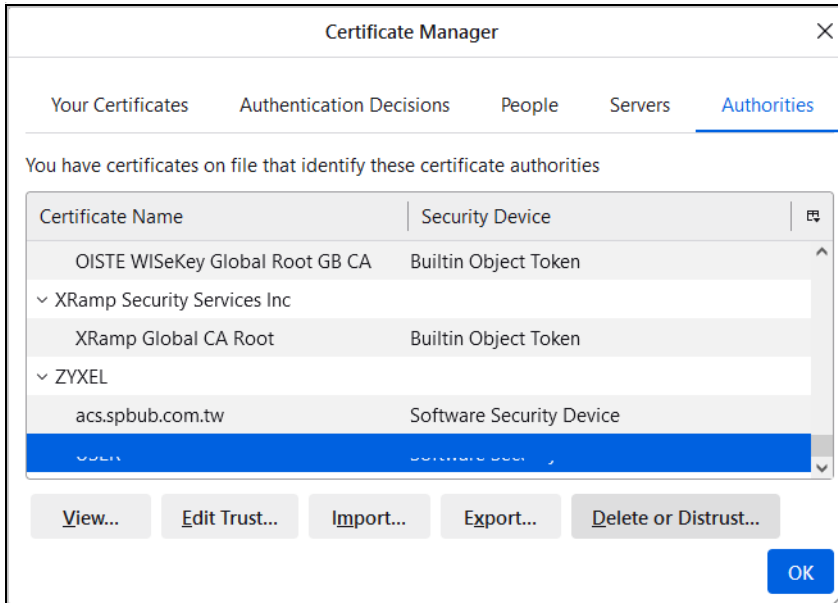 Certificate Manager
Your Certificates Authentication Decisions People Servers Authorities
You have certificates on file that identify these certificate authorities
Certificate Name Security Device
OISTE WISeKey Global Root GB CA Builtin Object Token
XRamp Security Services Inc
XRamp Global CA Root Builtin Object Token
ZYXEL
acs.spbub.com.tw Software Security Device
View... Edit Trust... Import... Export... Delete or Distrust...
OK